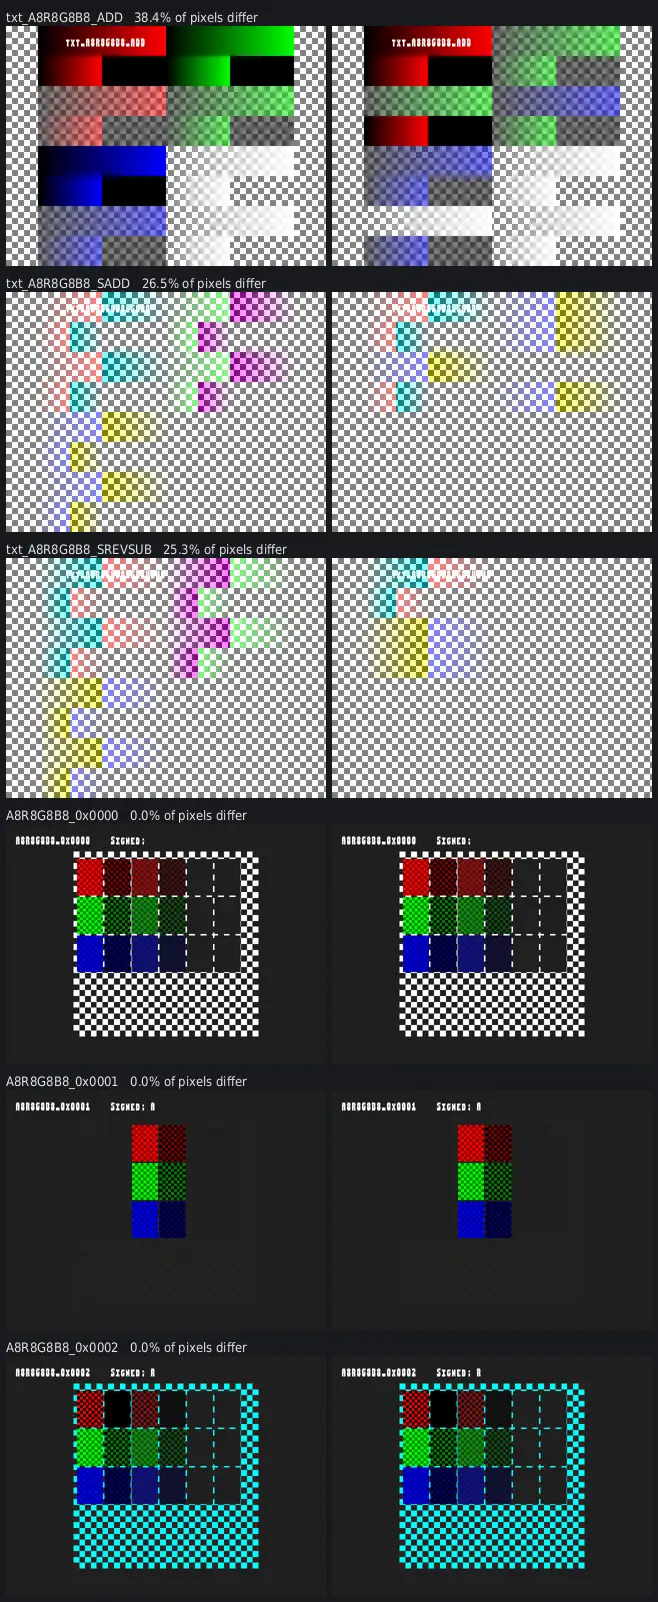 txt_A8R8G8B8_ADD 38.4% of pixels differ
TXT_A8R8G8B8_ADD TXT_A8R8G8B8_ADD
txt_A8R8G8B8_SADD 26.5% of pixels differ
txt_A8R8G8B8_SREVSUB 25.3% of pixels differ
A8R8G8B8_0x0000 0.0% of pixels differ
A8R8G8B8_0x0000 Signed: A8R8G8B8_0x0000 Signed:
A8R8G8B8_0x0001 0.0% of pixels differ
A8R8G8B8_0x0001 Signed: A A8R8G8B8_0x0001 Signed: A
A8R8G8B8_0x0002 0.0% of pixels differ
A8R8G8B8_0x0002 Signed: R A8R8G8B8_0x0002 Signed: R